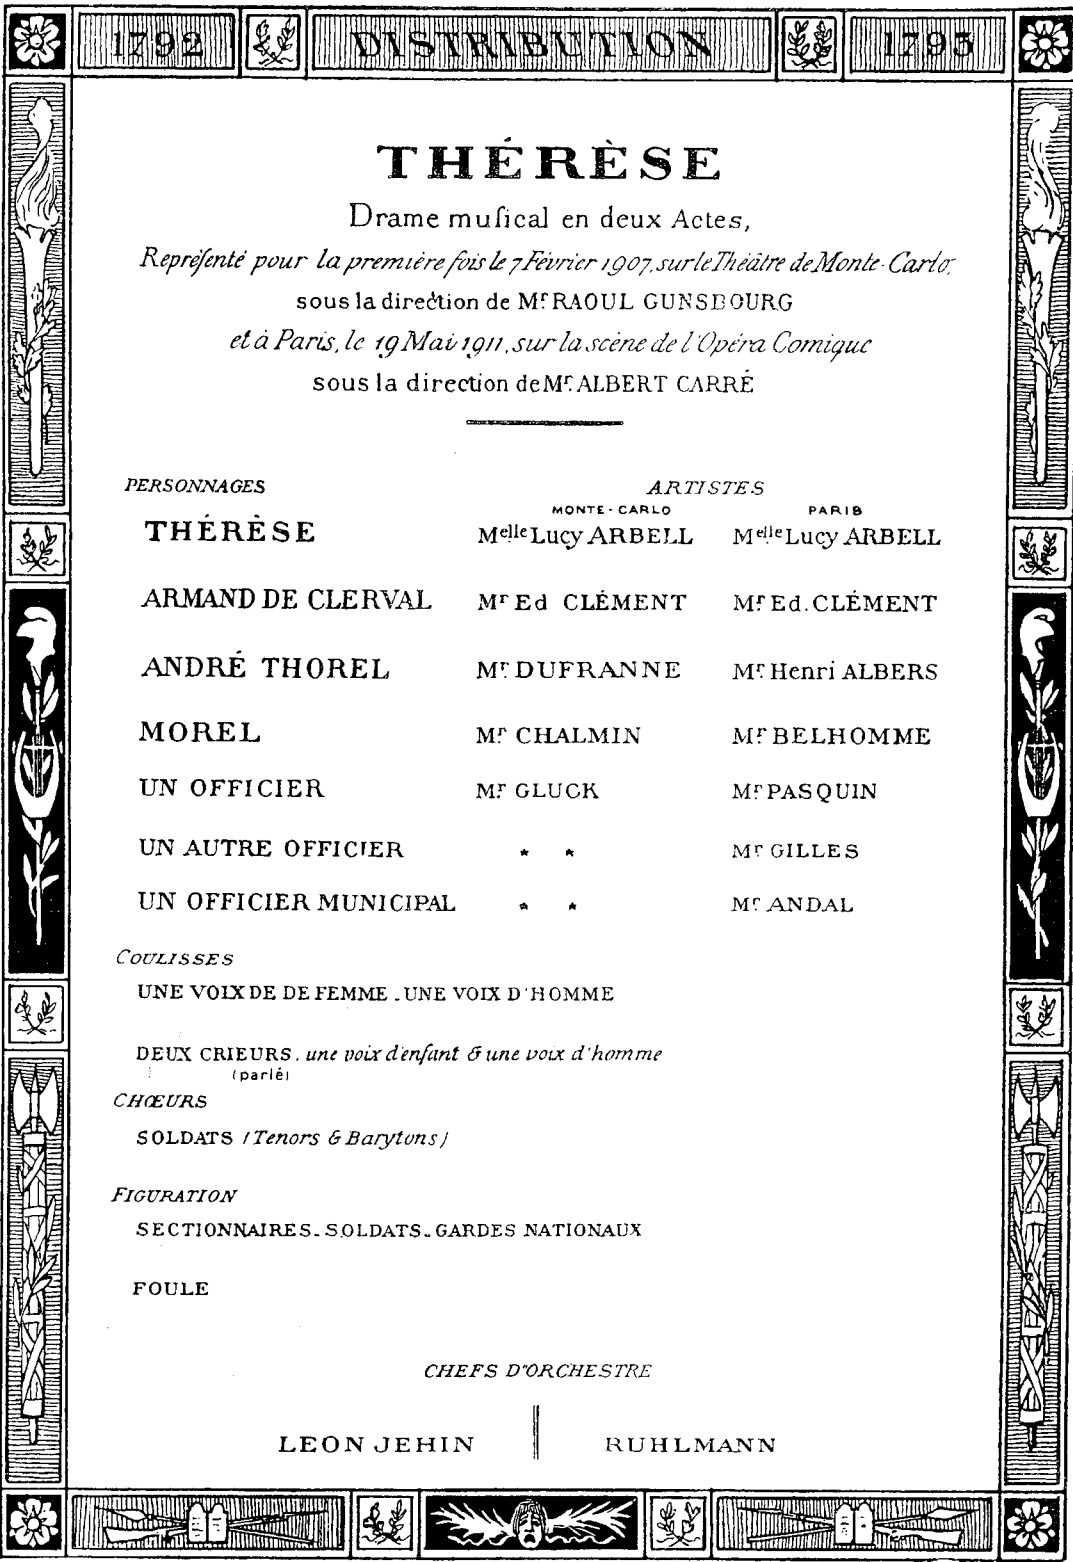 1792 DISTRIBUTION 1793
THÉRÈSE
Drame muſical en deux Actes,
Repréſenté pour la première fois le 7 Février 1907, sur le Théâtre de Monte-Carlo,
sous la direction de Mr. RAOUL GUNSBOURG
et à Paris, le 19 Mai 1911, sur la scène de l'Opéra Comique
sous la direction de Mr. ALBERT CARRÉ
PERSONNAGES ARTISTES
MONTE-CARLO PARIS
THÉRÈSE Melle Lucy ARBELL Melle Lucy ARBELL
ARMAND DE CLERVAL Mr Ed CLÉMENT Mr. Ed. CLÉMENT
ANDRÉ THOREL Mr. DUFRANNE Mr. Henri ALBERS
MOREL Mr. CHALMIN Mr. BELHOMME
UN OFFICIER Mr. GLUCK Mr. PASQUIN
UN AUTRE OFFICIER * * Mr GILLES
UN OFFICIER MUNICIPAL * * Mr. ANDAL
COULISSES
UNE VOIX DE DE FEMME _ UNE VOIX D'HOMME
DEUX CRIEURS. une voix d'enfant & une voix d'homme
(parlé)
CHŒURS
SOLDATS (Tenors & Barytons)
FIGURATION
SECTIONNAIRES_SOLDATS_GARDES NATIONAUX
FOULE
CHEFS D'ORCHESTRE
LEON JEHIN RUHLMANN